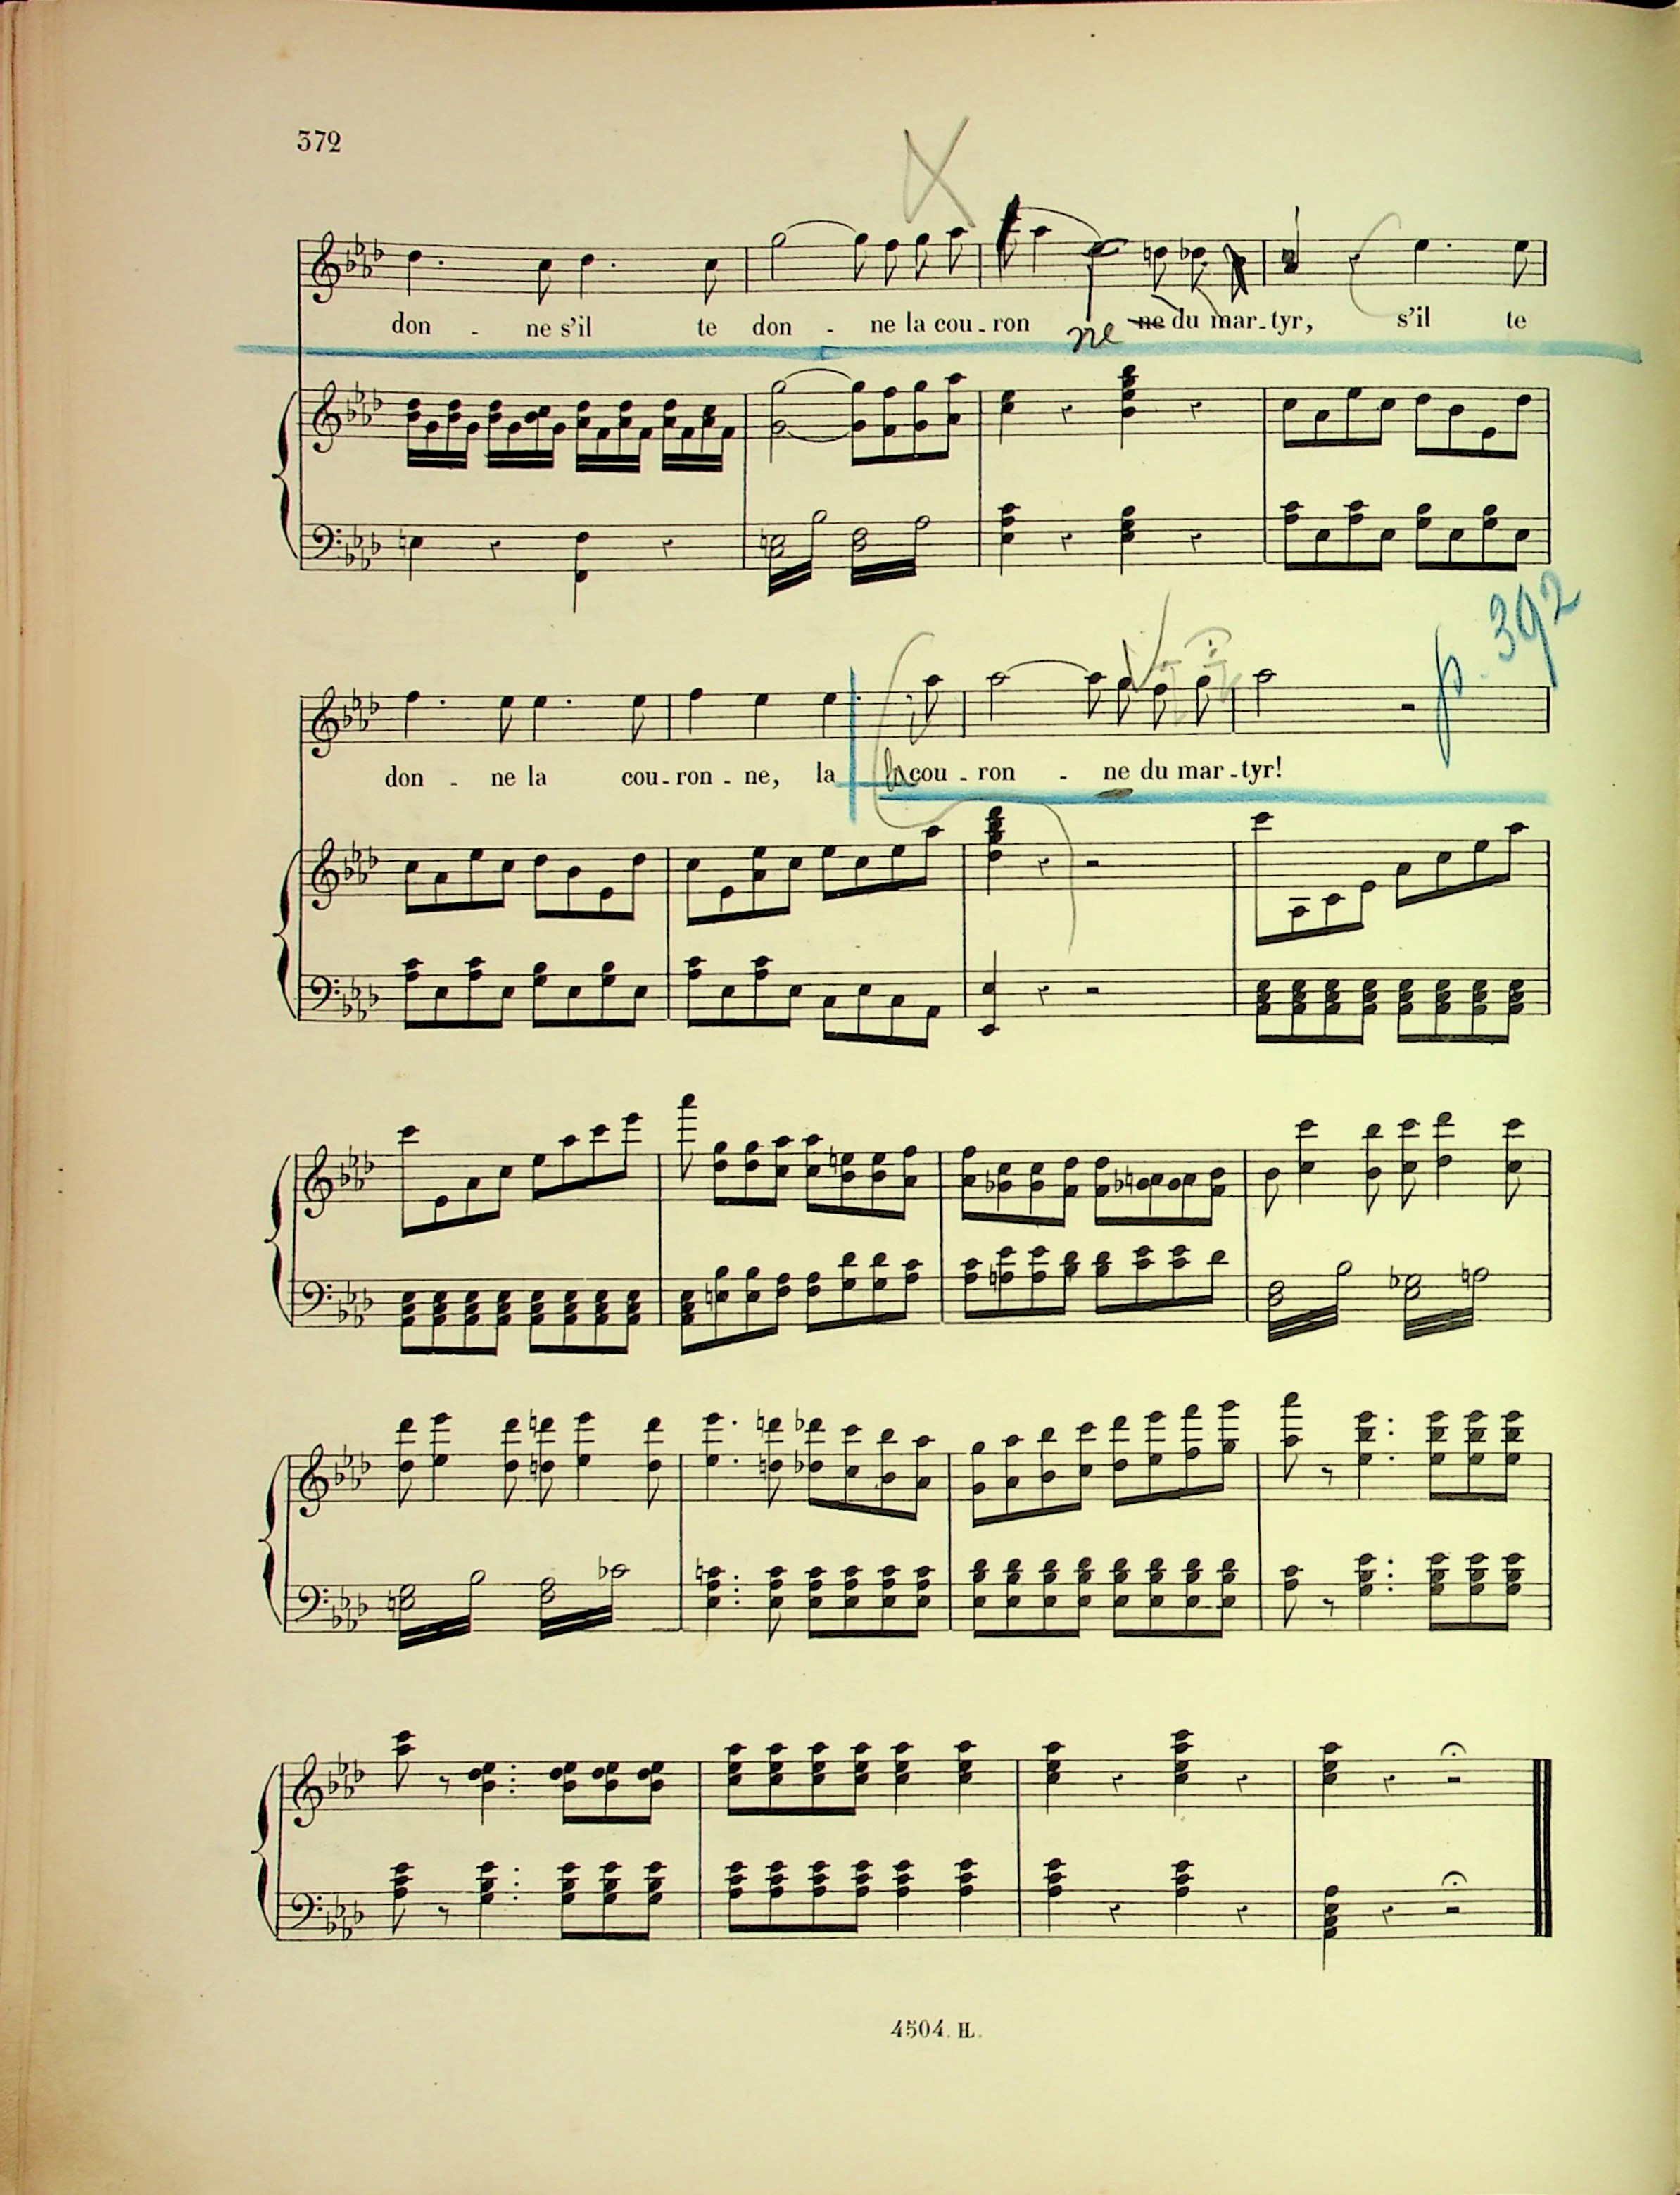 372
don - ne s'il te don - ne la cou - ron ne ne du mar - tyr, s'il te
p. 392
don - ne la cou - ron - ne, la la cou - ron - ne du mar - tyr!
4504. H.